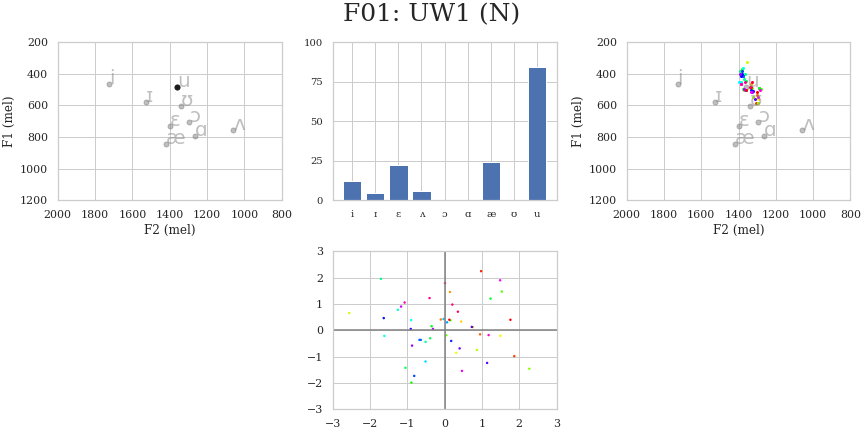 F01: UW1 (N)
200
400
600
800
1000
1200
F1 (mel)
i
ɪ
u
ʊ
ɛ
ɔ
æ
ɑ
ʌ
2000 1800 1600 1400 1200 1000 800
F2 (mel)
100
75
50
25
0
i ɪ ɛ ʌ ɔ ɑ æ ʊ u
200
400
600
800
1000
1200
F1 (mel)
i
ɪ
u
ʊ
ɛ
ɔ
æ
ɑ
ʌ
2000 1800 1600 1400 1200 1000 800
F2 (mel)
3
2
1
0
−1
−2
−3
−3 −2 −1 0 1 2 3